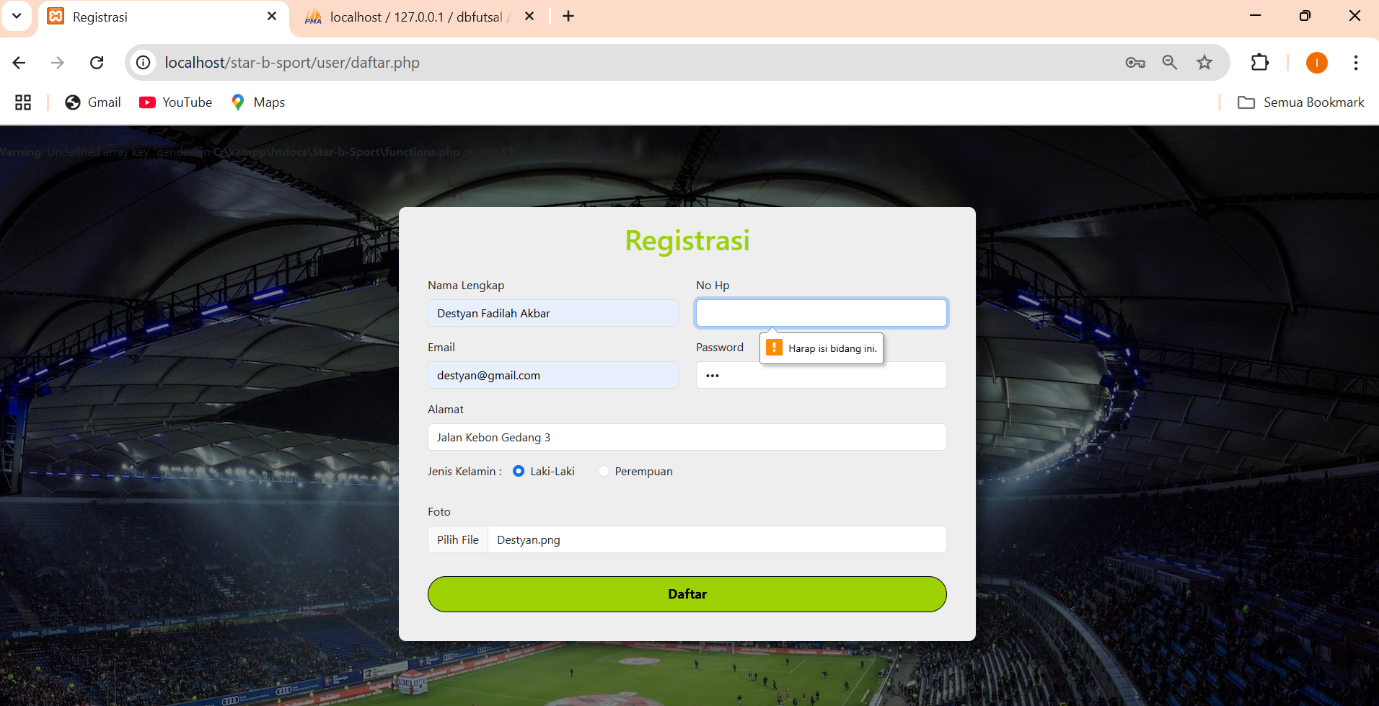 Registrasi
localhost / 127.0.0.1 / dbfutsal /
localhost/star-b-sport/user/daftar.php
I
Gmail
YouTube
Maps
Semua Bookmark
Warning: Undefined array key "gender" in C:\xampp\htdocs\Star-b-Sport\functions.php on line
Registrasi
Nama Lengkap
No Hp
Destyan Fadilah Akbar
Email
Password
Harap isi bidang ini.
destyan@gmail.com
•••
Alamat
Jalan Kebon Gedang 3
Jenis Kelamin :
Laki-Laki
Perempuan
Foto
Pilih File
Destyan.png
Daftar